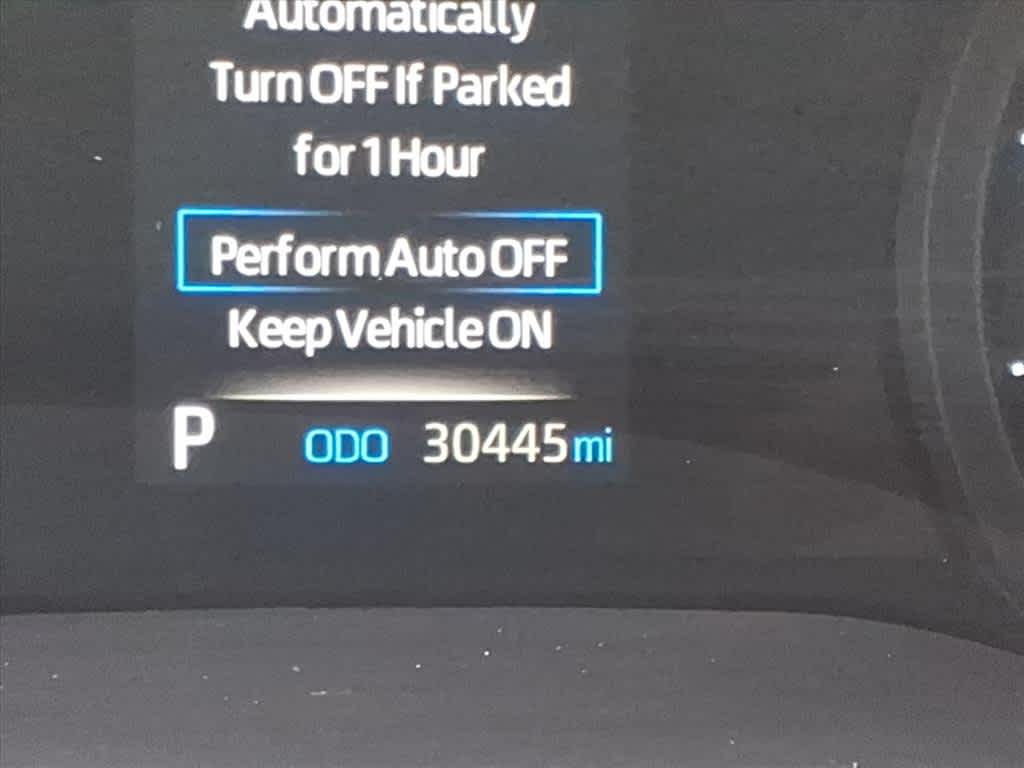 Automatically
Turn OFF If Parked
for 1 Hour
Perform Auto OFF
Keep Vehicle ON
P ODO 30445 mi